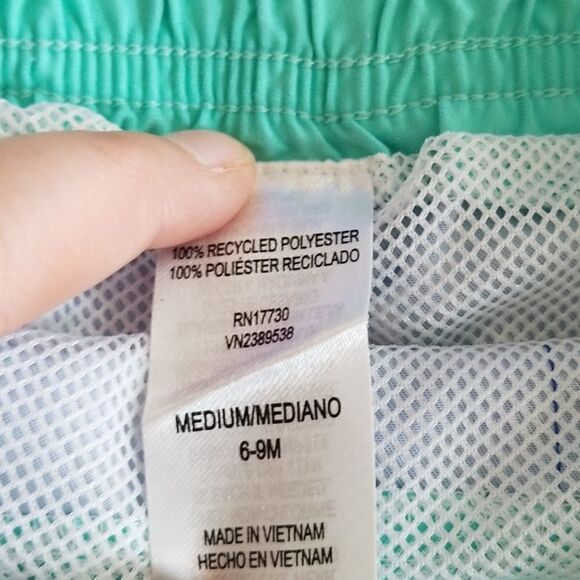 100% RECYCLED POLYESTER
100% POLIÉSTER RECICLADO
RN17730
VN2389538
MEDIUM/MEDIANO
6-9M
MADE IN VIETNAM
HECHO EN VIETNAM